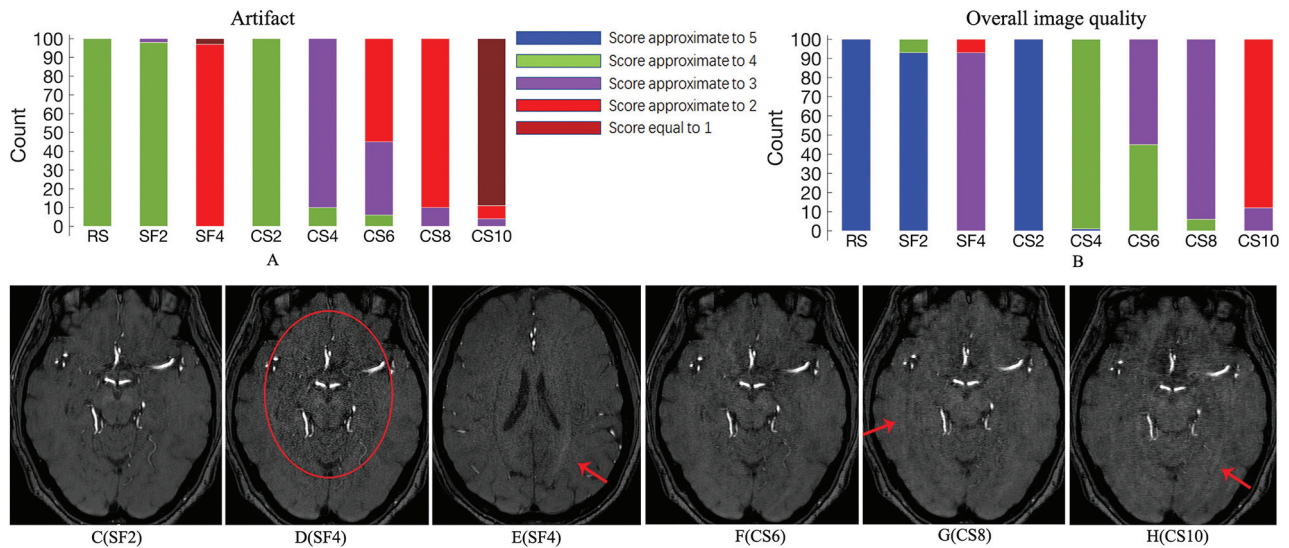 Artifact
100
90
80
70
60
50
40
30
20
10
0
Count
RS SF2 SF4 CS2 CS4 CS6 CS8 CS10
A
Score approximate to 5
Score approximate to 4
Score approximate to 3
Score approximate to 2
Score equal to 1
Overall image quality
100
90
80
70
60
50
40
30
20
10
0
Count
RS SF2 SF4 CS2 CS4 CS6 CS8 CS10
B
C(SF2) D(SF4) E(SF4) F(CS6) G(CS8) H(CS10)